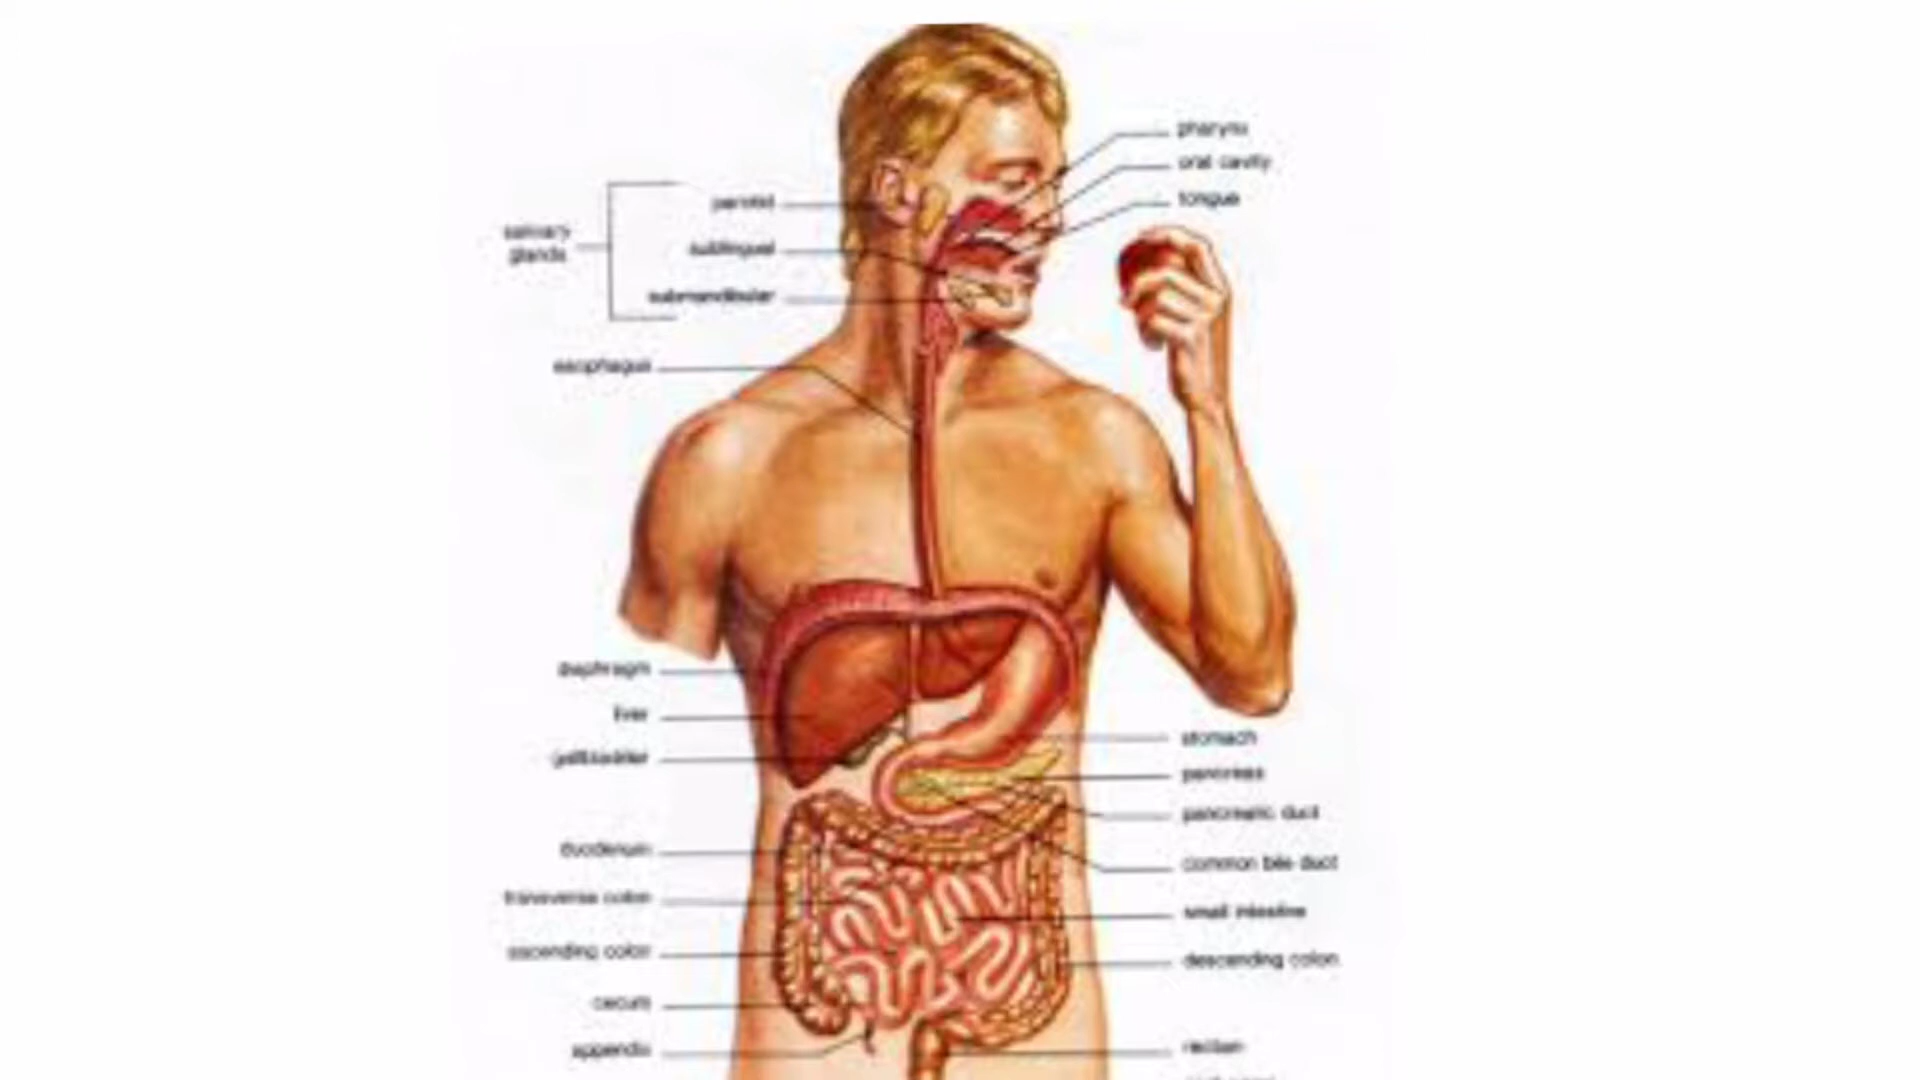 pharynx
oral cavity
tongue
salivary
glands
parotid
sublingual
submandibular
esophagus
diaphragm
liver
gallbladder
duodenum
transverse colon
ascending colon
cecum
appendix
stomach
pancreas
pancreatic duct
common bile duct
small intestine
descending colon
rectum